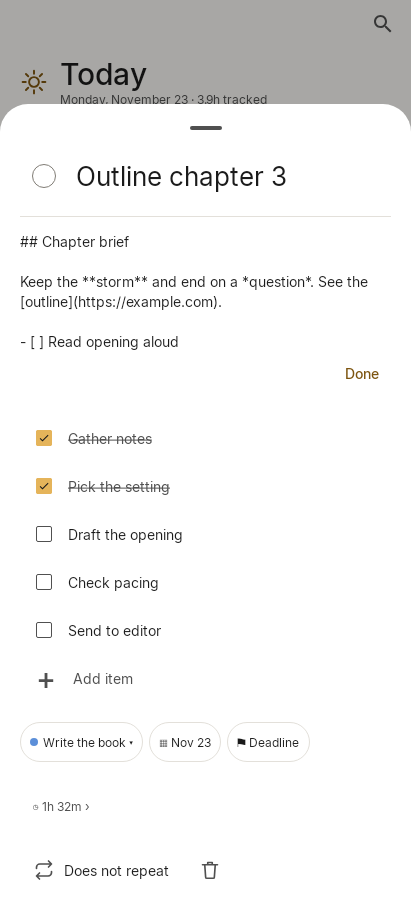 Today
Monday, November 23 · 3.9h tracked
Outline chapter 3
## Chapter brief
Keep the **storm** and end on a *question*. See the
[outline](https://example.com).
- [ ] Read opening aloud
Done
Gather notes
Pick the setting
Draft the opening
Check pacing
Send to editor
Add item
Write the book
Nov 23
Deadline
1h 32m ›
Does not repeat